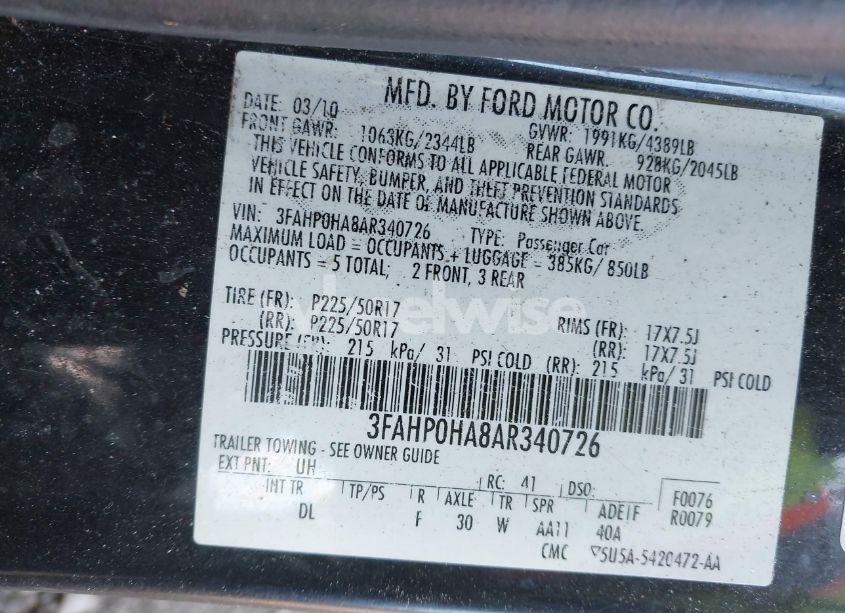 MFD. BY FORD MOTOR CO.
DATE: 03/10 GVWR: 1991KG/4389LB
FRONT GAWR: 1063KG/2344LB REAR GAWR: 928KG/2045LB
THIS VEHICLE CONFORMS TO ALL APPLICABLE FEDERAL MOTOR
VEHICLE SAFETY, BUMPER, AND THEFT PREVENTION STANDARDS
IN EFFECT ON THE DATE OF MANUFACTURE SHOWN ABOVE.
VIN: 3FAHP0HA8AR340726 TYPE: Passenger Car
MAXIMUM LOAD = OCCUPANTS + LUGGAGE = 385KG/ 850LB
OCCUPANTS = 5 TOTAL; 2 FRONT, 3 REAR
TIRE (FR): P225/50R17 RIMS (FR): 17X7.5J
(RR): P225/50R17 (RR): 17X7.5J
PRESSURE (FR): 215 kPa/ 31 PSI COLD (RR): 215 kPa/ 31 PSI COLD
3FAHP0HA8AR340726
TRAILER TOWING - SEE OWNER GUIDE
EXT PNT: UH RC: 41 DSO: F0076
INT TR TP/PS R AXLE TR SPR ADEIF R0079
DL F 30 W AA11 40A
CMC 5U5A-5420472-AA